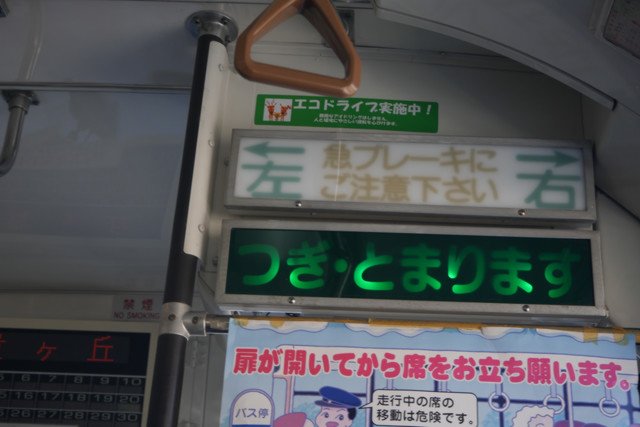 エコドライブ実施中!
← 急ブレーキに →
左 ご注意下さい 右
つぎ・とまります
禁煙
NO SMOKING
ヶ丘
扉が開いてから席をお立ち願います。
バス停
走行中の席の
移動は危険です。